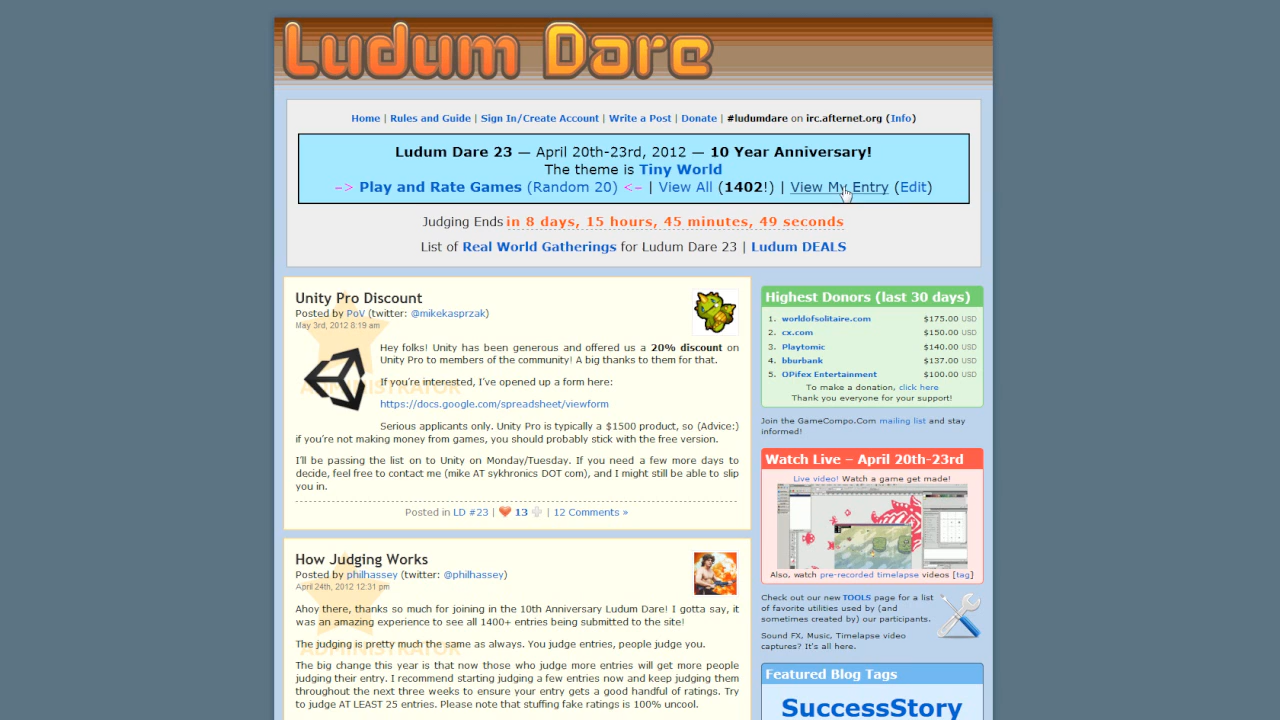 Ludum Dare
Home | Rules and Guide | Sign In/Create Account | Write a Post | Donate | #ludumdare on irc.afternet.org (Info)
Ludum Dare 23 — April 20th-23rd, 2012 — 10 Year Anniversary!
The theme is Tiny World
–> Play and Rate Games (Random 20) <– | View All (1402!) | View My Entry (Edit)
Judging Ends in 8 days, 15 hours, 45 minutes, 49 seconds
List of Real World Gatherings for Ludum Dare 23 | Ludum DEALS
Unity Pro Discount
Posted by PoV (twitter: @mikekasprzak)
May 3rd, 2012 8:19 am
ADMINISTRATOR
Hey folks! Unity has been generous and offered us a 20% discount on
Unity Pro to members of the community! A big thanks to them for that.
If you're interested, I've opened up a form here:
https://docs.google.com/spreadsheet/viewform
Serious applicants only. Unity Pro is typically a $1500 product, so (Advice:)
if you're not making money from games, you should probably stick with the free version.
I'll be passing the list on to Unity on Monday/Tuesday. If you need a few more days to
decide, feel free to contact me (mike AT sykhronics DOT com), and I might still be able to slip
you in.
Posted in LD #23 | 13 | 12 Comments »
How Judging Works
Posted by philhassey (twitter: @philhassey)
April 24th, 2012 12:31 pm
ADMINISTRATOR
Ahoy there, thanks so much for joining in the 10th Anniversary Ludum Dare! I gotta say, it
was an amazing experience to see all 1400+ entries being submitted to the site!
The judging is pretty much the same as always. You judge entries, people judge you.
The big change this year is that now those who judge more entries will get more people
judging their entry. I recommend starting judging a few entries now and keep judging them
throughout the next three weeks to ensure your entry gets a good handful of ratings. Try
to judge AT LEAST 25 entries. Please note that stuffing fake ratings is 100% uncool.
Highest Donors (last 30 days)
1. worldofsolitaire.com $175.00 USD
2. cx.com $150.00 USD
3. Playtomic $140.00 USD
4. bburbank $137.00 USD
5. OPifex Entertainment $100.00 USD
To make a donation, click here
Thank you everyone for your support!
Join the GameCompo.Com mailing list and stay
informed!
Watch Live – April 20th-23rd
Live video! Watch a game get made!
Also, watch pre-recorded timelapse videos [tag]
Check out our new TOOLS page for a list
of favorite utilities used by (and
sometimes created by) our participants.
Sound FX, Music, Timelapse video
captures? It's all here.
Featured Blog Tags
SuccessStory